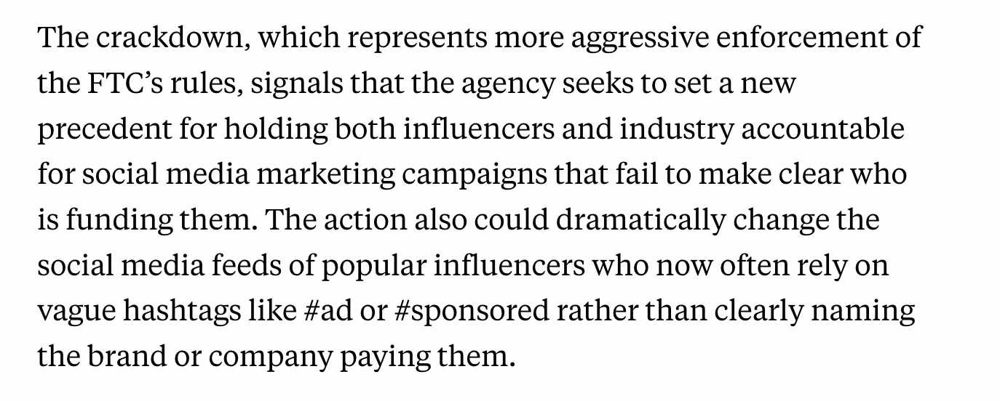 The crackdown, which represents more aggressive enforcement of
the FTC’s rules, signals that the agency seeks to set a new
precedent for holding both influencers and industry accountable
for social media marketing campaigns that fail to make clear who
is funding them. The action also could dramatically change the
social media feeds of popular influencers who now often rely on
vague hashtags like #ad or #sponsored rather than clearly naming
the brand or company paying them.